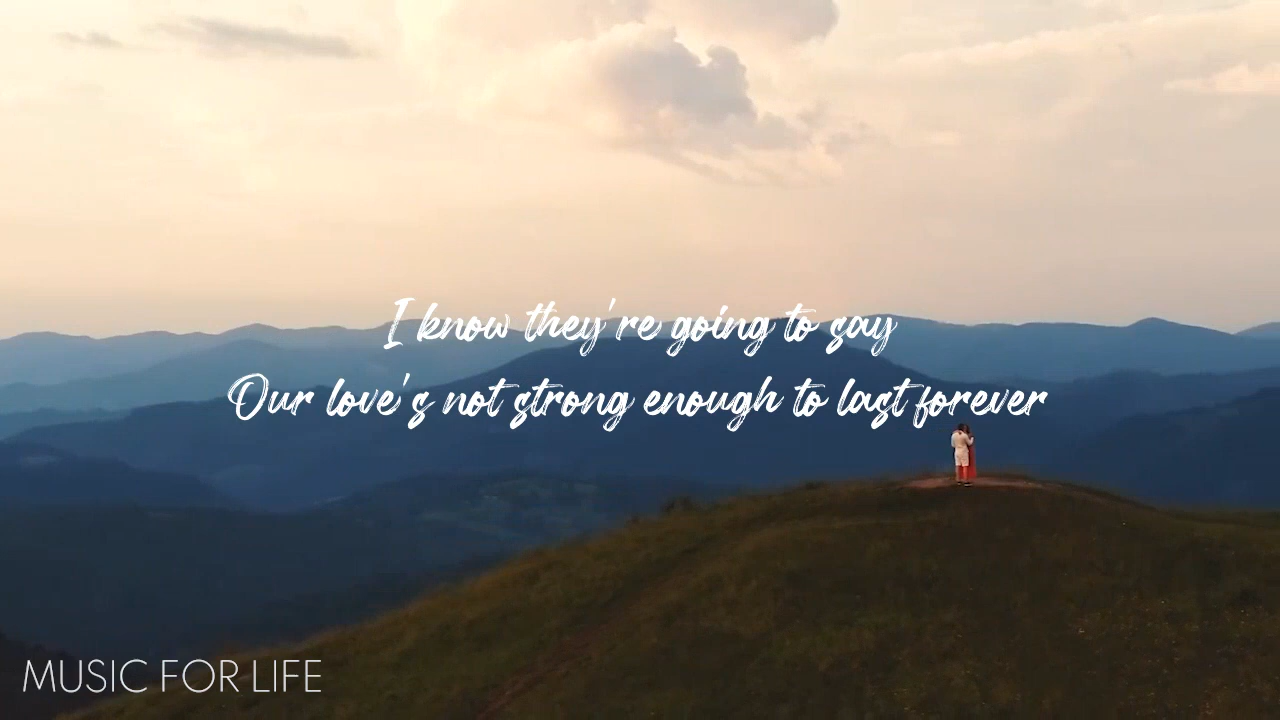 I know they're going to say
Our love's not strong enough to last forever
MUSIC FOR LIFE